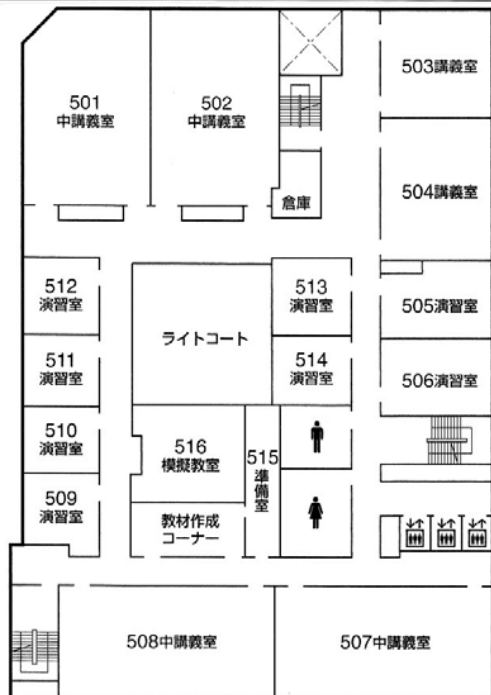 501
中講義室
502
中講義室
503講義室
倉庫
504講義室
512
演習室
ライトコート
513
演習室
505演習室
511
演習室
514
演習室
506演習室
510
演習室
516
模擬教室
515
準備室
509
演習室
教材作成
コーナー
508中講義室
507中講義室